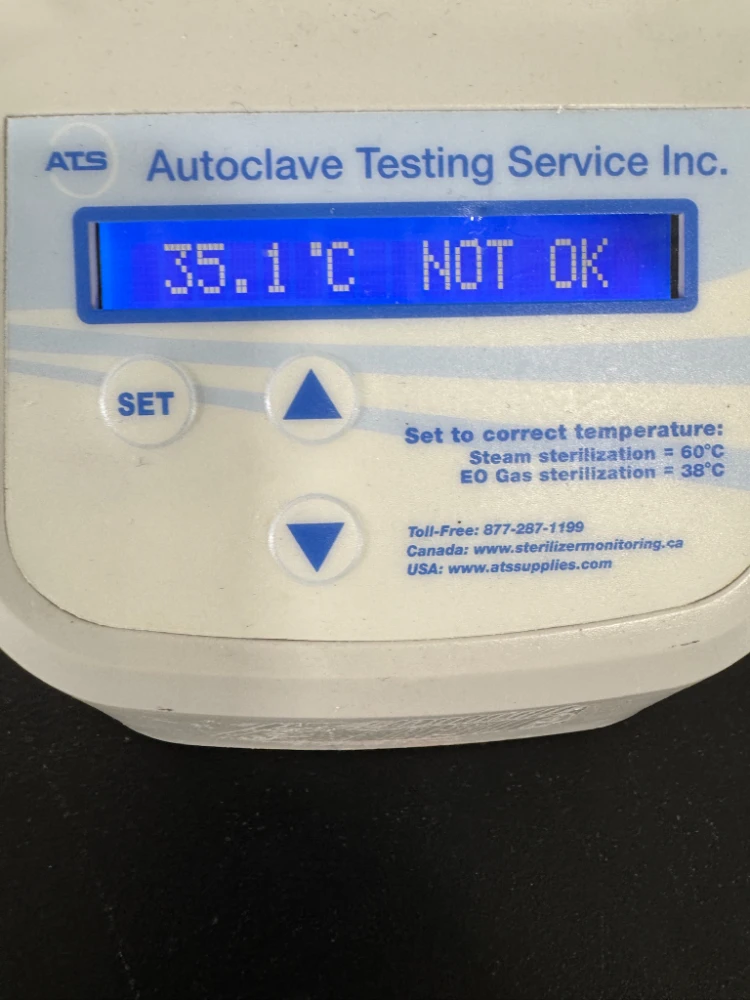 ATS Autoclave Testing Service Inc.
35.1°C NOT OK
SET
Set to correct temperature:
Steam sterilization = 60°C
EO Gas sterilization = 38°C
Toll-Free: 877-287-1199
Canada: www.sterilizermonitoring.ca
USA: www.atssupplies.com